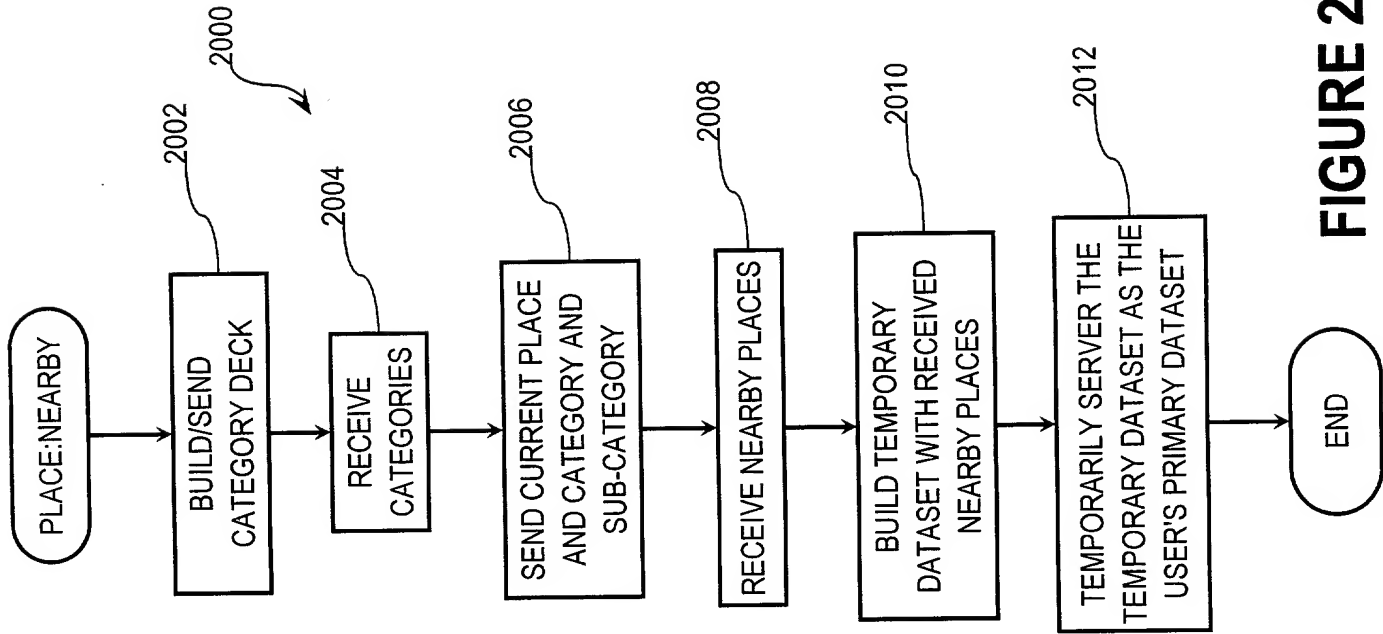 PLACE:NEARBY
2000
2002
BUILD/SEND
CATEGORY DECK
2004
RECEIVE
CATEGORIES
2006
SEND CURRENT PLACE
AND CATEGORY AND
SUB-CATEGORY
2008
RECEIVE NEARBY PLACES
2010
BUILD TEMPORARY
DATASET WITH RECEIVED
NEARBY PLACES
2012
TEMPORARILY SERVER THE
TEMPORARY DATASET AS THE
USER'S PRIMARY DATASET
END
FIGURE 2